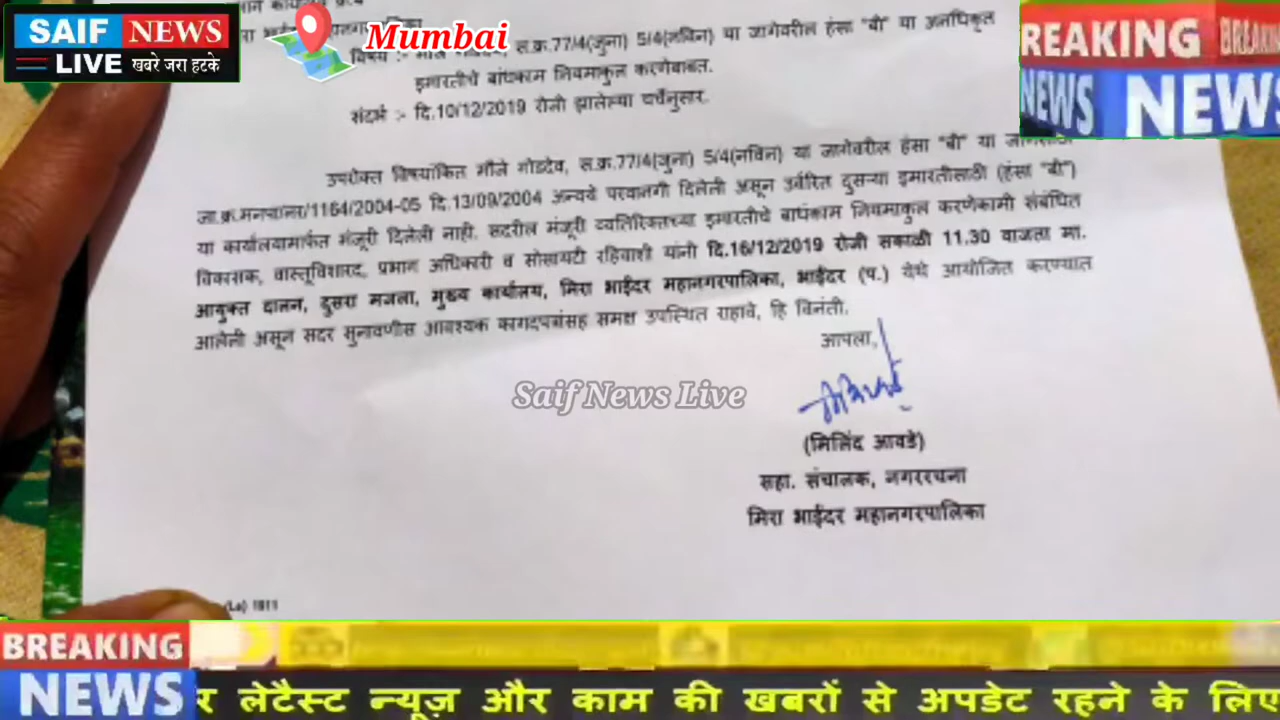 SAIF NEWS
LIVE खबरे जरा हटके
Mumbai
BREAKING
NEWS NEWS
विषय :- मौजे गोडदेव, स.क्र.77/4(जुना) 5/4(नविन) या जागेवरील हंसा "बी" या अनधिकृत
इमारतीचे बांधकाम नियमाकुल करणेबाबत.
संदर्भ :- दि.10/12/2019 रोजी झालेल्या चर्चेनुसार.
उपरोक्त विषयांकित मौजे गोडदेव, स.क्र.77/4(जुना) 5/4(नविन) या जागेवरील हंसा "बी" या जागेसाठी
जा.क्र.मनपा/नर/1164/2004-05 दि.13/09/2004 अन्वये परवानगी दिलेली असून उर्वरित दुसऱ्या इमारतीसाठी (हंसा "बी")
या कार्यालयामार्फत मंजूरी दिलेली नाही. सदरील मंजूरी व्यतिरिक्तच्या इमारतीचे बांधकाम नियमाकुल करणेकामी संबंधित
विकासक, वास्तूविशारद, प्रभाग अधिकारी व सोसायटी रहिवाशी यांनी दि.16/12/2019 रोजी सकाळी 11.30 वाजता मा.
आयुक्त दालन, दुसरा मजला, मुख्य कार्यालय, मिरा भाईंदर महानगरपालिका, भाईंदर (प.) येथे आयोजित करण्यात
आलेली असून सदर सुनावणीस आवश्यक कागदपत्रांसह समक्ष उपस्थित राहावे, हि विनंती.
आपला,
Saif News Live
(मिलिंद आवडे)
सहा. संचालक, नगररचना
मिरा भाईंदर महानगरपालिका
(La) 1811
BREAKING
NEWS
र लेटैस्ट न्यूज़ और काम की खबरों से अपडेट रहने के लिए